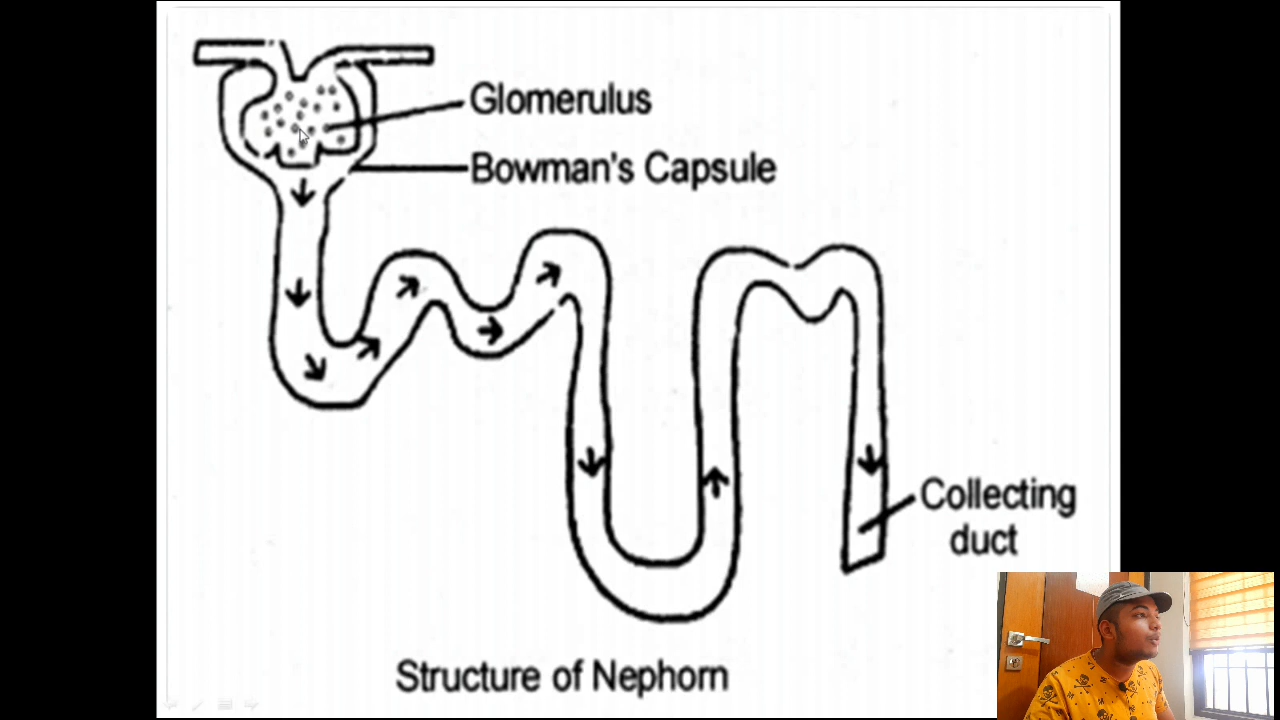 Glomerulus
Bowman's Capsule
Collecting
duct
Structure of Nephorn